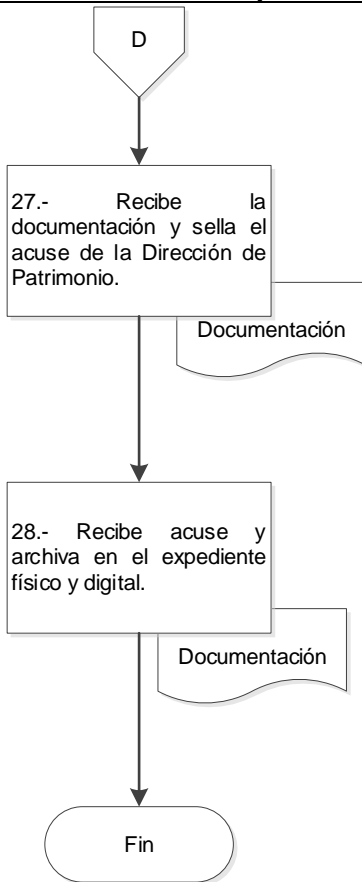 D
27.- Recibe la
documentación y sella el
acuse de la Dirección de
Patrimonio.
Documentación
28.- Recibe acuse y
archiva en el expediente
físico y digital.
Documentación
Fin